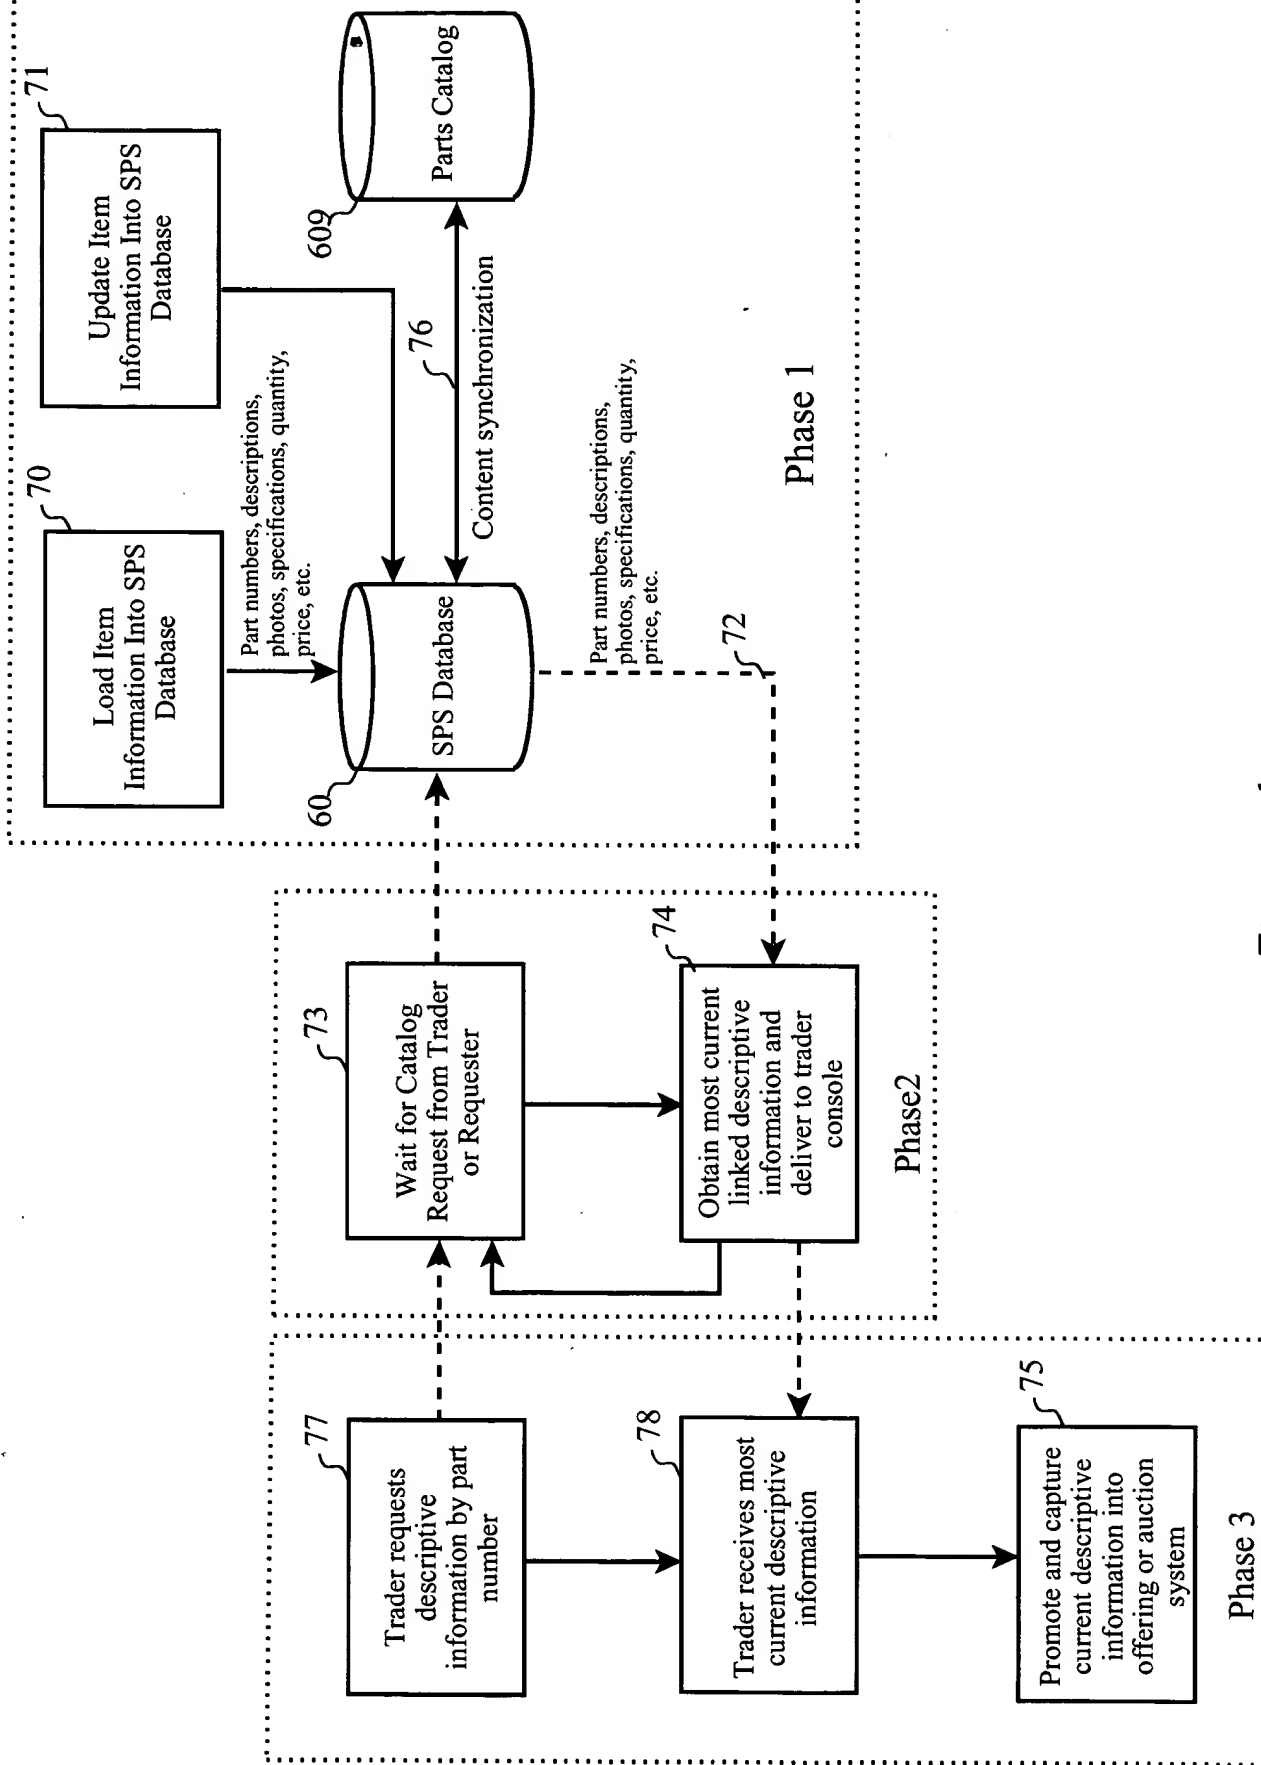 77
Trader requests
descriptive
information by part
number
78
Trader receives most
current descriptive
information
75
Promote and capture
current descriptive
information into
offering or auction
system
Phase 3
73
Wait for Catalog
Request from Trader
or Requester
74
Obtain most current
linked descriptive
information and
deliver to trader
console
Phase2
70
Load Item
Information Into SPS
Database
Part numbers, descriptions,
photos, specifications, quantity,
price, etc.
71
Update Item
Information Into SPS
Database
60
SPS Database
76
Content synchronization
609
Parts Catalog
Part numbers, descriptions,
photos, specifications, quantity,
price, etc.
72
Phase 1